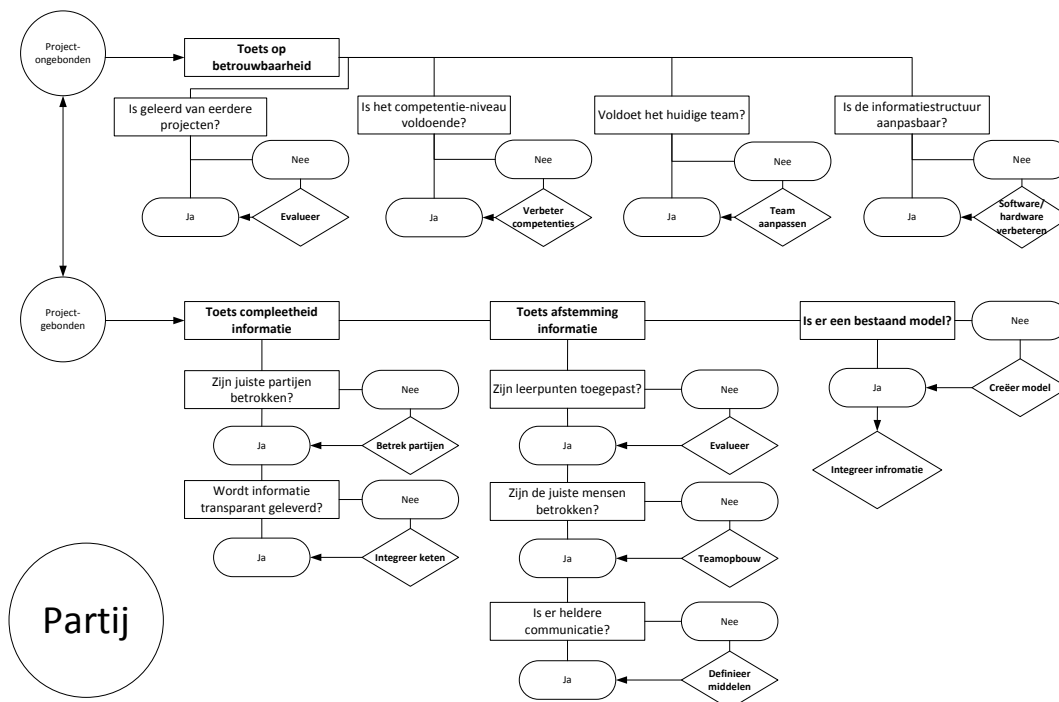 Project-
ongebonden
Toets op
betrouwbaarheid
Is geleerd van eerdere
projecten?
Is het competentie-niveau
voldoende?
Voldoet het huidige team?
Is de informatiestructuur
aanpasbaar?
Nee
Nee
Nee
Nee
Ja
Evalueer
Ja
Verbeter
competenties
Ja
Team
aanpassen
Ja
Software/
hardware
verbeteren
Project-
gebonden
Toets compleetheid
informatie
Toets afstemming
informatie
Is er een bestaand model?
Nee
Zijn juiste partijen
betrokken?
Nee
Zijn leerpunten toegepast?
Nee
Ja
Creëer model
Ja
Betrek partijen
Ja
Evalueer
Integreer infromatie
Wordt informatie
transparant geleverd?
Nee
Zijn de juiste mensen
betrokken?
Nee
Ja
Integreer keten
Ja
Teamopbouw
Partij
Is er heldere
communicatie?
Nee
Ja
Definieer
middelen